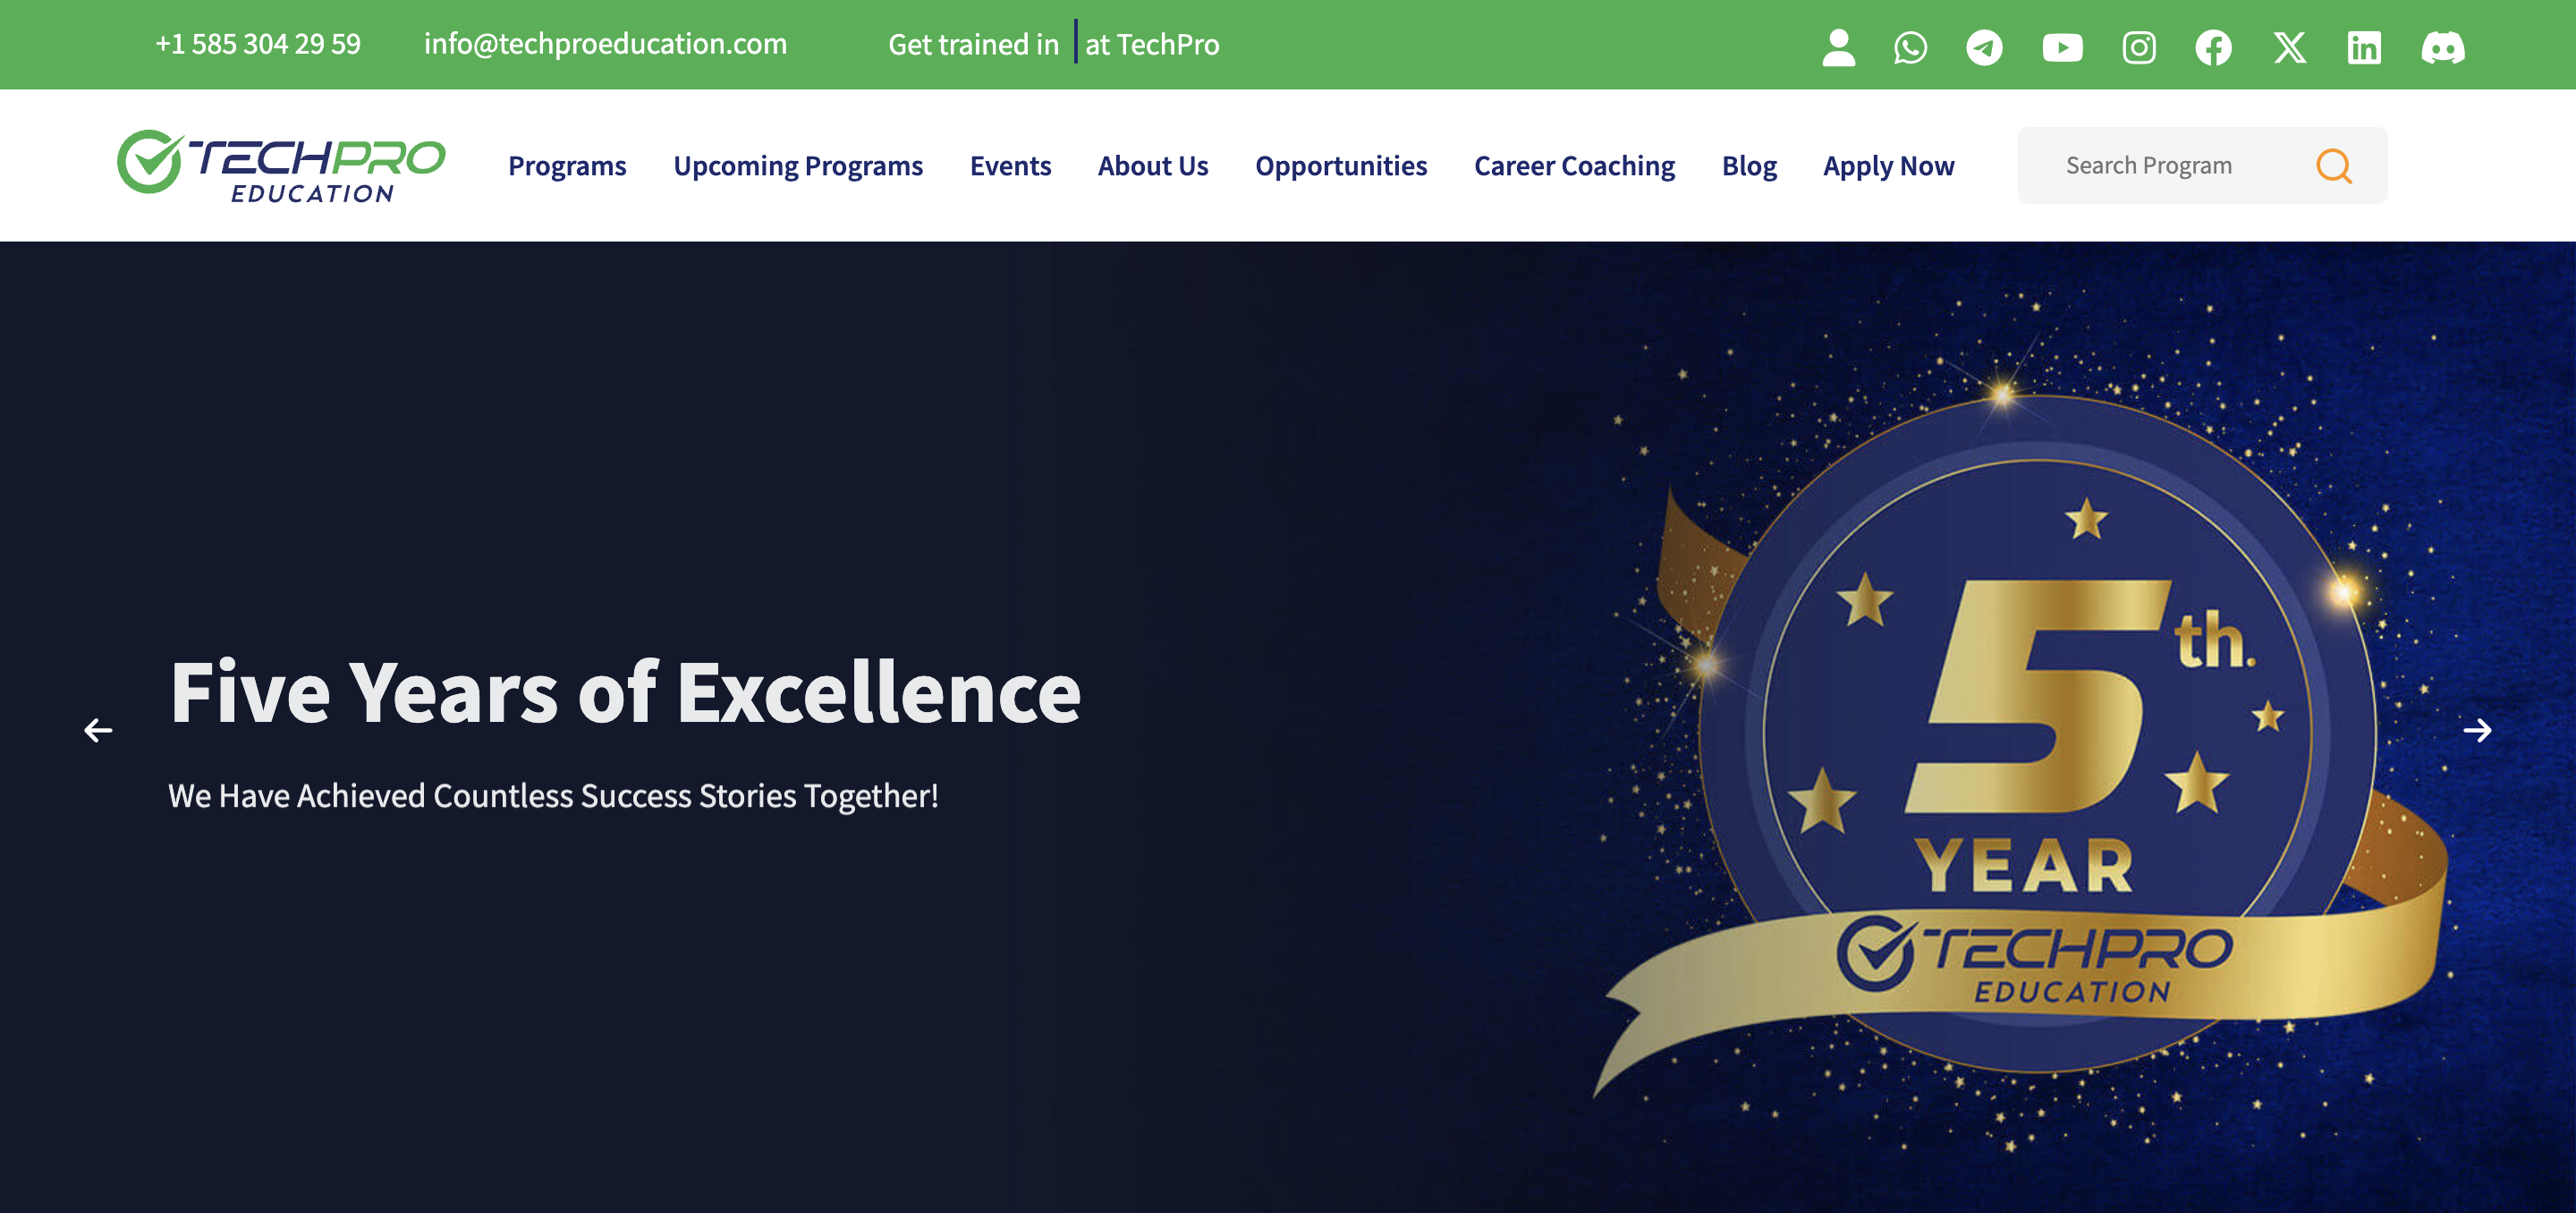 +1 585 304 29 59 info@techproeducation.com Get trained in at TechPro
TECHPRO
EDUCATION
Programs Upcoming Programs Events About Us Opportunities Career Coaching Blog Apply Now Search Program
Five Years of Excellence
We Have Achieved Countless Success Stories Together!
5th.
YEAR
TECHPRO
EDUCATION